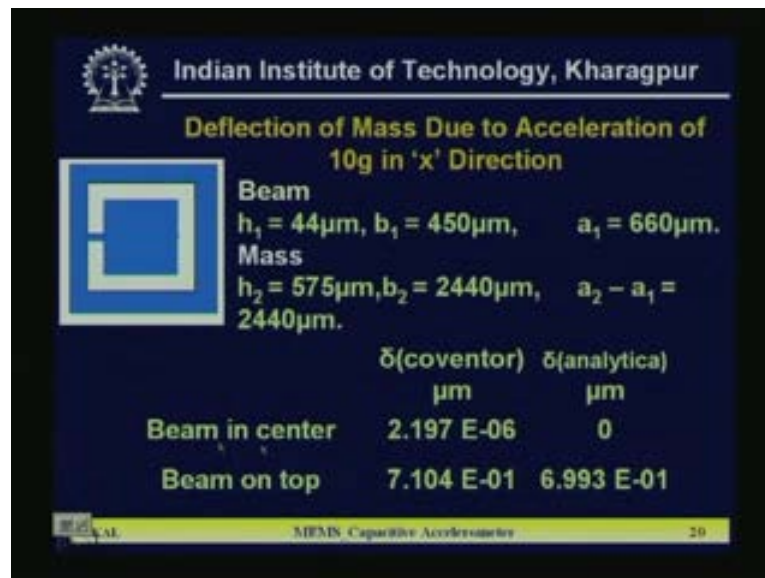 Indian Institute of Technology, Kharagpur
Deflection of Mass Due to Acceleration of
10g in ‘x’ Direction
Beam
h₁ = 44µm, b₁ = 450µm, a₁ = 660µm.
Mass
h₂ = 575µm,b₂ = 2440µm, a₂ – a₁ =
2440µm.
δ(coventor) δ(analytica)
µm µm
Beam in center 2.197 E-06 0
Beam on top 7.104 E-01 6.993 E-01
MEMS_Capacitive Accelerometer 20